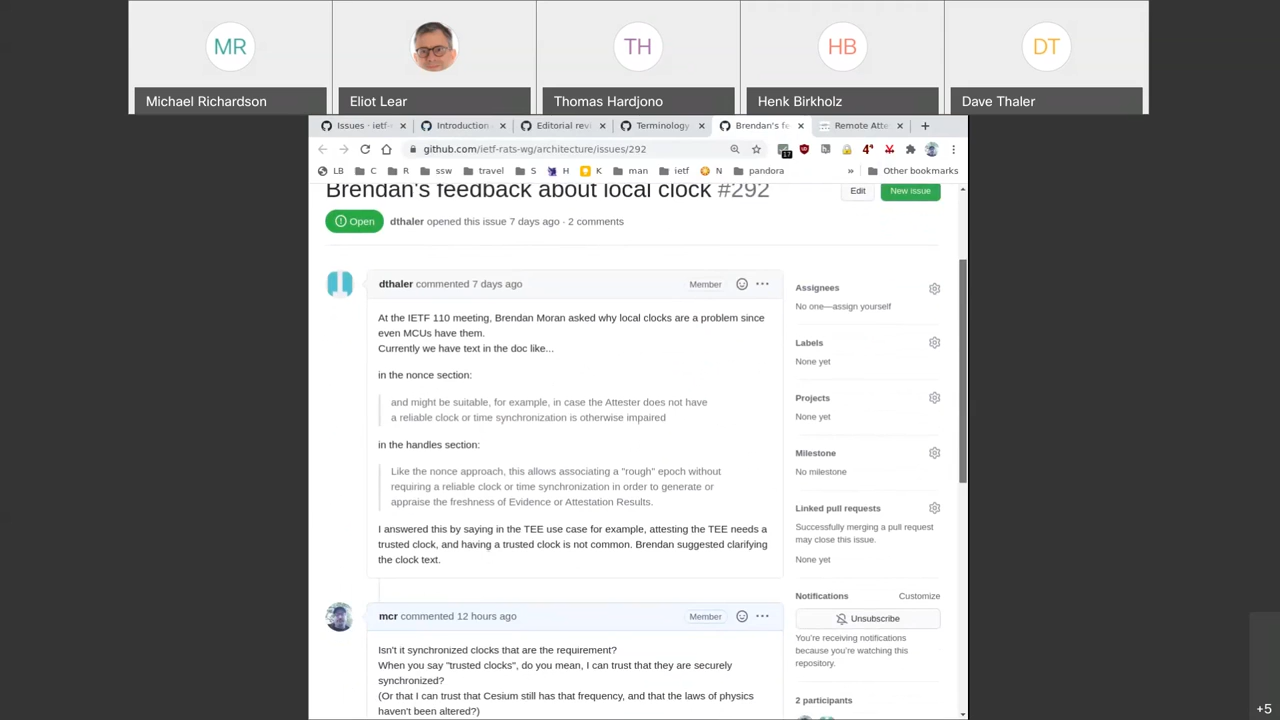 MR
TH
HB
DT
Michael Richardson
Eliot Lear
Thomas Hardjono
Henk Birkholz
Dave Thaler
Issues · ietf-
Introduction
Editorial rev
Terminology
Brendan's fe
Remote Atte
github.com/ietf-rats-wg/architecture/issues/292
17
4⁹
LB
C
R
ssw
travel
S
H
K
man
ietf
N
pandora
»
Other bookmarks
Brendan's feedback about local clock #292
Edit
New issue
Open
dthaler opened this issue 7 days ago · 2 comments
dthaler commented 7 days ago
Member
At the IETF 110 meeting, Brendan Moran asked why local clocks are a problem since
even MCUs have them.
Currently we have text in the doc like...
in the nonce section:
and might be suitable, for example, in case the Attester does not have
a reliable clock or time synchronization is otherwise impaired
in the handles section:
Like the nonce approach, this allows associating a "rough" epoch without
requiring a reliable clock or time synchronization in order to generate or
appraise the freshness of Evidence or Attestation Results.
I answered this by saying in the TEE use case for example, attesting the TEE needs a
trusted clock, and having a trusted clock is not common. Brendan suggested clarifying
the clock text.
mcr commented 12 hours ago
Member
Isn't it synchronized clocks that are the requirement?
When you say "trusted clocks", do you mean, I can trust that they are securely
synchronized?
(Or that I can trust that Cesium still has that frequency, and that the laws of physics
haven't been altered?)
Assignees
No one—assign yourself
Labels
None yet
Projects
None yet
Milestone
No milestone
Linked pull requests
Successfully merging a pull request
may close this issue.
None yet
Notifications
Customize
Unsubscribe
You're receiving notifications
because you're watching this
repository.
2 participants
+5